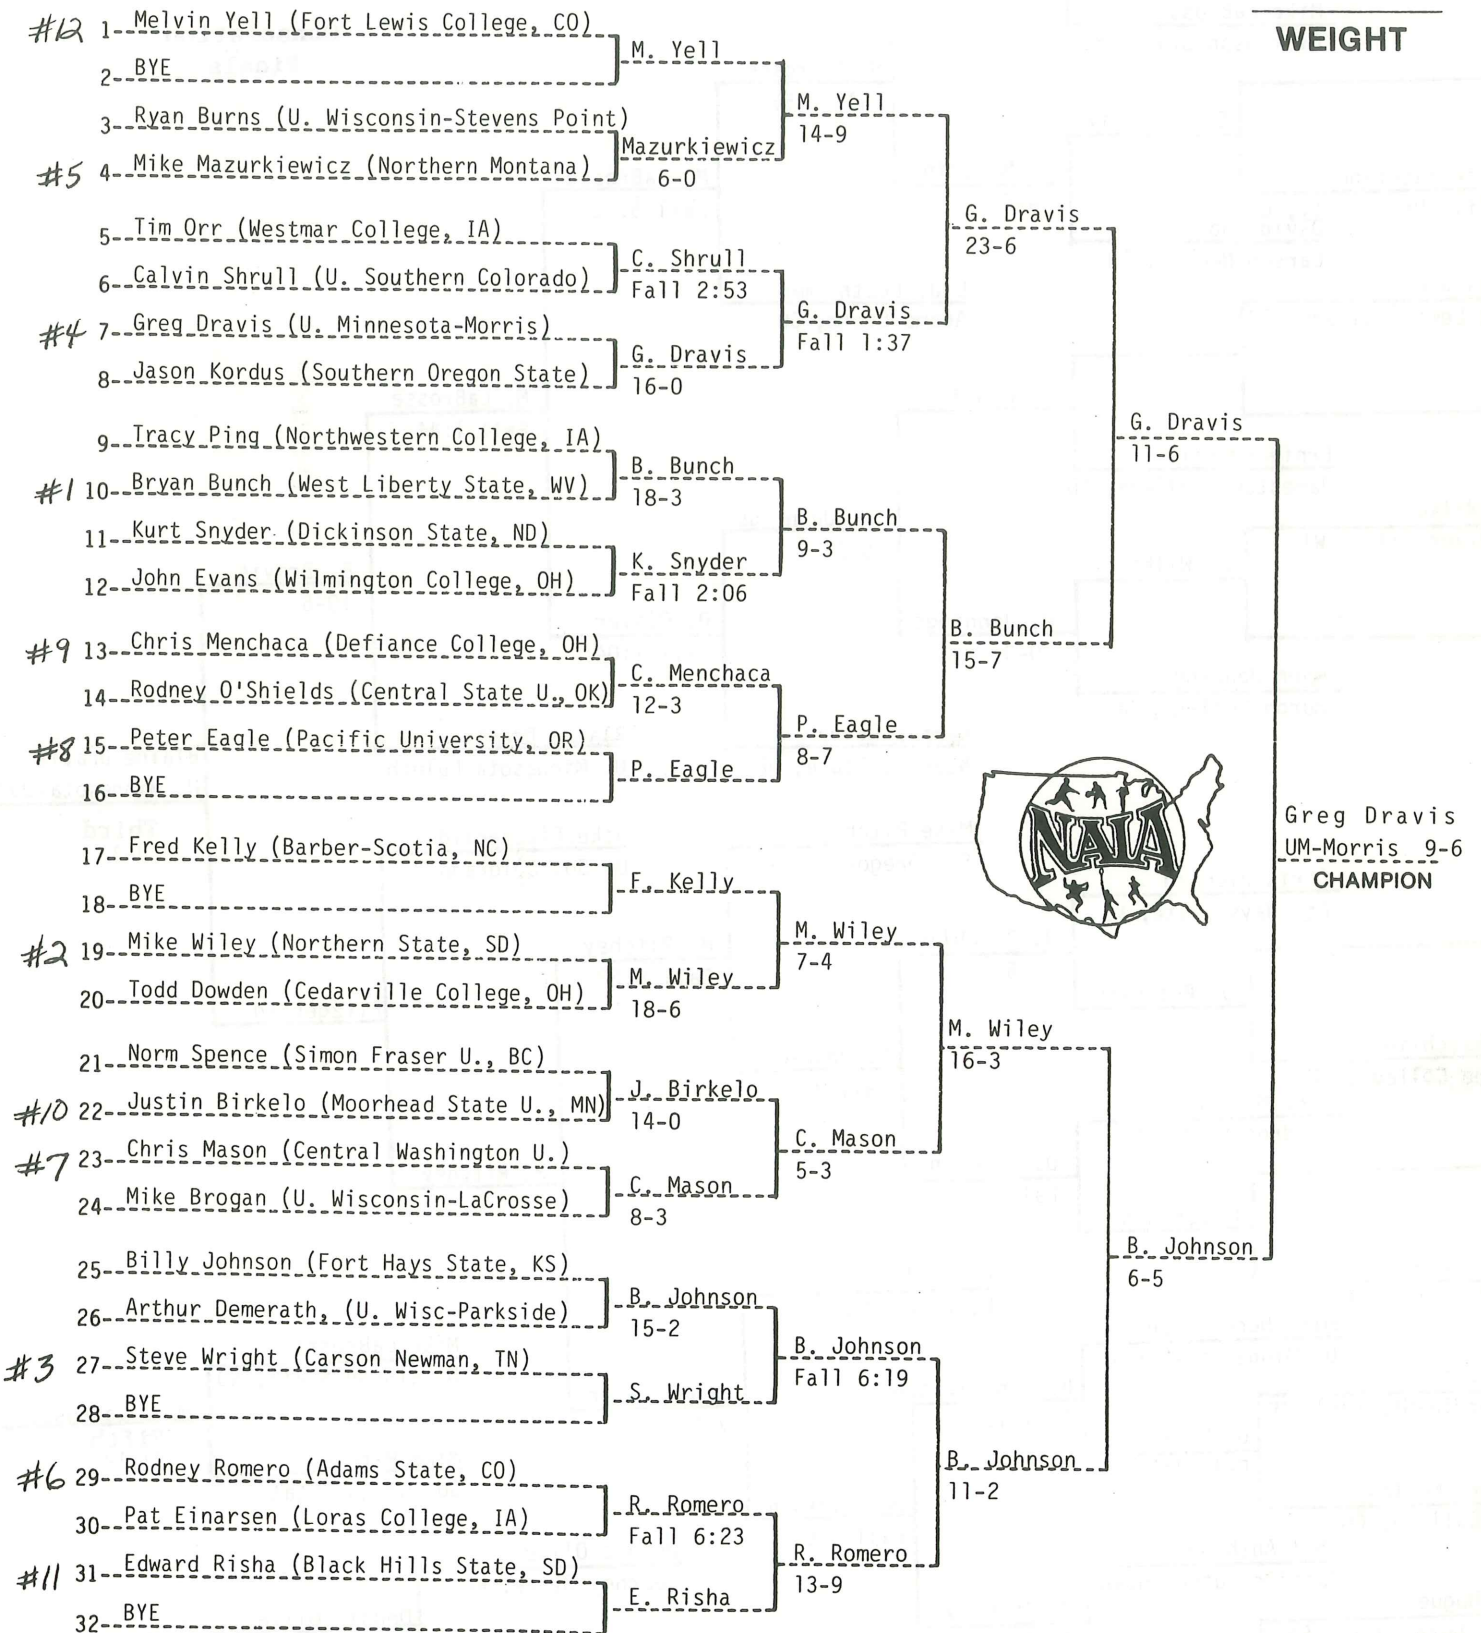 WEIGHT
#12 1 Melvin Yell (Fort Lewis College, CO)
M. Yell
2 BYE
M. Yell
14-9
3 Ryan Burns (U. Wisconsin-Stevens Point)
Mazurkiewicz
6-0
#5 4 Mike Mazurkiewicz (Northern Montana)
G. Dravis
23-6
5 Tim Orr (Westmar College, IA)
C. Shrull
Fall 2:53
6 Calvin Shrull (U. Southern Colorado)
G. Dravis
Fall 1:37
#4 7 Greg Dravis (U. Minnesota-Morris)
G. Dravis
16-0
8 Jason Kordus (Southern Oregon State)
G. Dravis
11-6
9 Tracy Ping (Northwestern College, IA)
B. Bunch
18-3
#1 10 Bryan Bunch (West Liberty State, WV)
B. Bunch
9-3
11 Kurt Snyder (Dickinson State, ND)
K. Snyder
Fall 2:06
12 John Evans (Wilmington College, OH)
B. Bunch
15-7
#9 13 Chris Menchaca (Defiance College, OH)
C. Menchaca
12-3
14 Rodney O'Shields (Central State U., OK)
P. Eagle
8-7
#8 15 Peter Eagle (Pacific University, OR)
P. Eagle
16 BYE
NAIA
Greg Dravis
UM-Morris 9-6
CHAMPION
17 Fred Kelly (Barber-Scotia, NC)
F. Kelly
18 BYE
M. Wiley
7-4
#2 19 Mike Wiley (Northern State, SD)
M. Wiley
18-6
20 Todd Dowden (Cedarville College, OH)
M. Wiley
16-3
21 Norm Spence (Simon Fraser U., BC)
J. Birkelo
14-0
#10 22 Justin Birkelo (Moorhead State U., MN)
C. Mason
5-3
#7 23 Chris Mason (Central Washington U.)
C. Mason
8-3
24 Mike Brogan (U. Wisconsin-LaCrosse)
B. Johnson
6-5
25 Billy Johnson (Fort Hays State, KS)
B. Johnson
15-2
26 Arthur Demerath, (U. Wisc-Parkside)
B. Johnson
Fall 6:19
#3 27 Steve Wright (Carson Newman, TN)
S. Wright
28 BYE
B. Johnson
11-2
#6 29 Rodney Romero (Adams State, CO)
R. Romero
Fall 6:23
30 Pat Einarsen (Loras College, IA)
R. Romero
13-9
#11 31 Edward Risha (Black Hills State, SD)
E. Risha
32 BYE